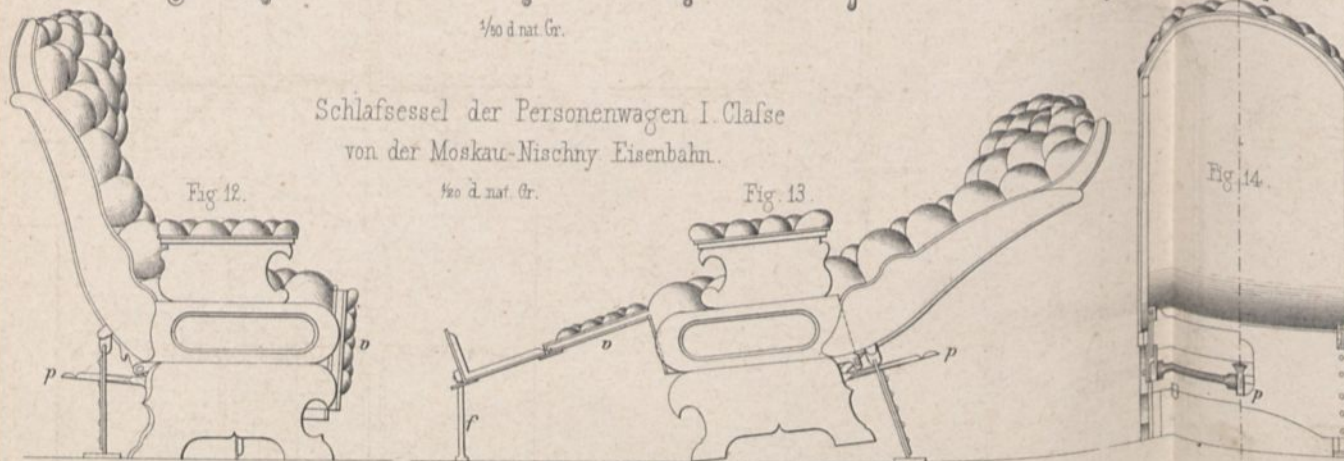 1/50 d. nat. Gr.
Schlafsessel der Personenwagen I. Clafse
von der Moskau-Nischny Eisenbahn.
1/20 d. nat. Gr.
Fig. 12.
Fig. 13.
Fig. 14.
v
v
p
p
p
f